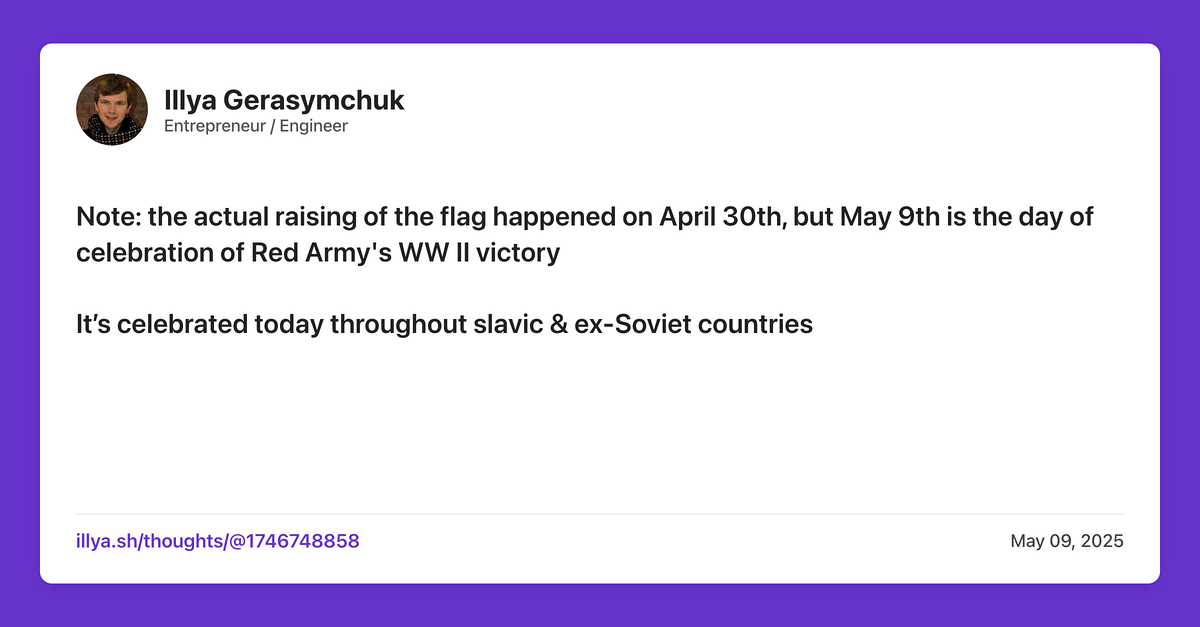 Illya Gerasymchuk
Entrepreneur / Engineer
Note: the actual raising of the flag happened on April 30th, but May 9th is the day of
celebration of Red Army's WW II victory
It’s celebrated today throughout slavic & ex-Soviet countries
illya.sh/thoughts/@1746748858
May 09, 2025